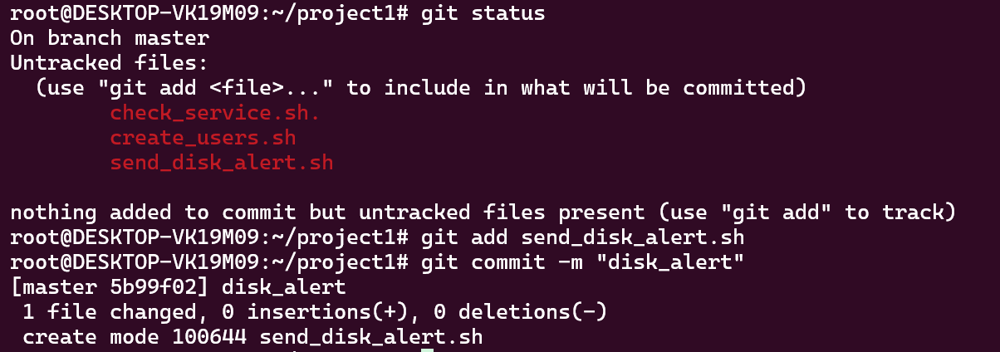 root@DESKTOP-VK19M09:~/project1# git status
On branch master
Untracked files:
  (use "git add <file>..." to include in what will be committed)
        check_service.sh.
        create_users.sh
        send_disk_alert.sh

nothing added to commit but untracked files present (use "git add" to track)
root@DESKTOP-VK19M09:~/project1# git add send_disk_alert.sh
root@DESKTOP-VK19M09:~/project1# git commit -m "disk_alert"
[master 5b99f02] disk_alert
 1 file changed, 0 insertions(+), 0 deletions(-)
 create mode 100644 send_disk_alert.sh